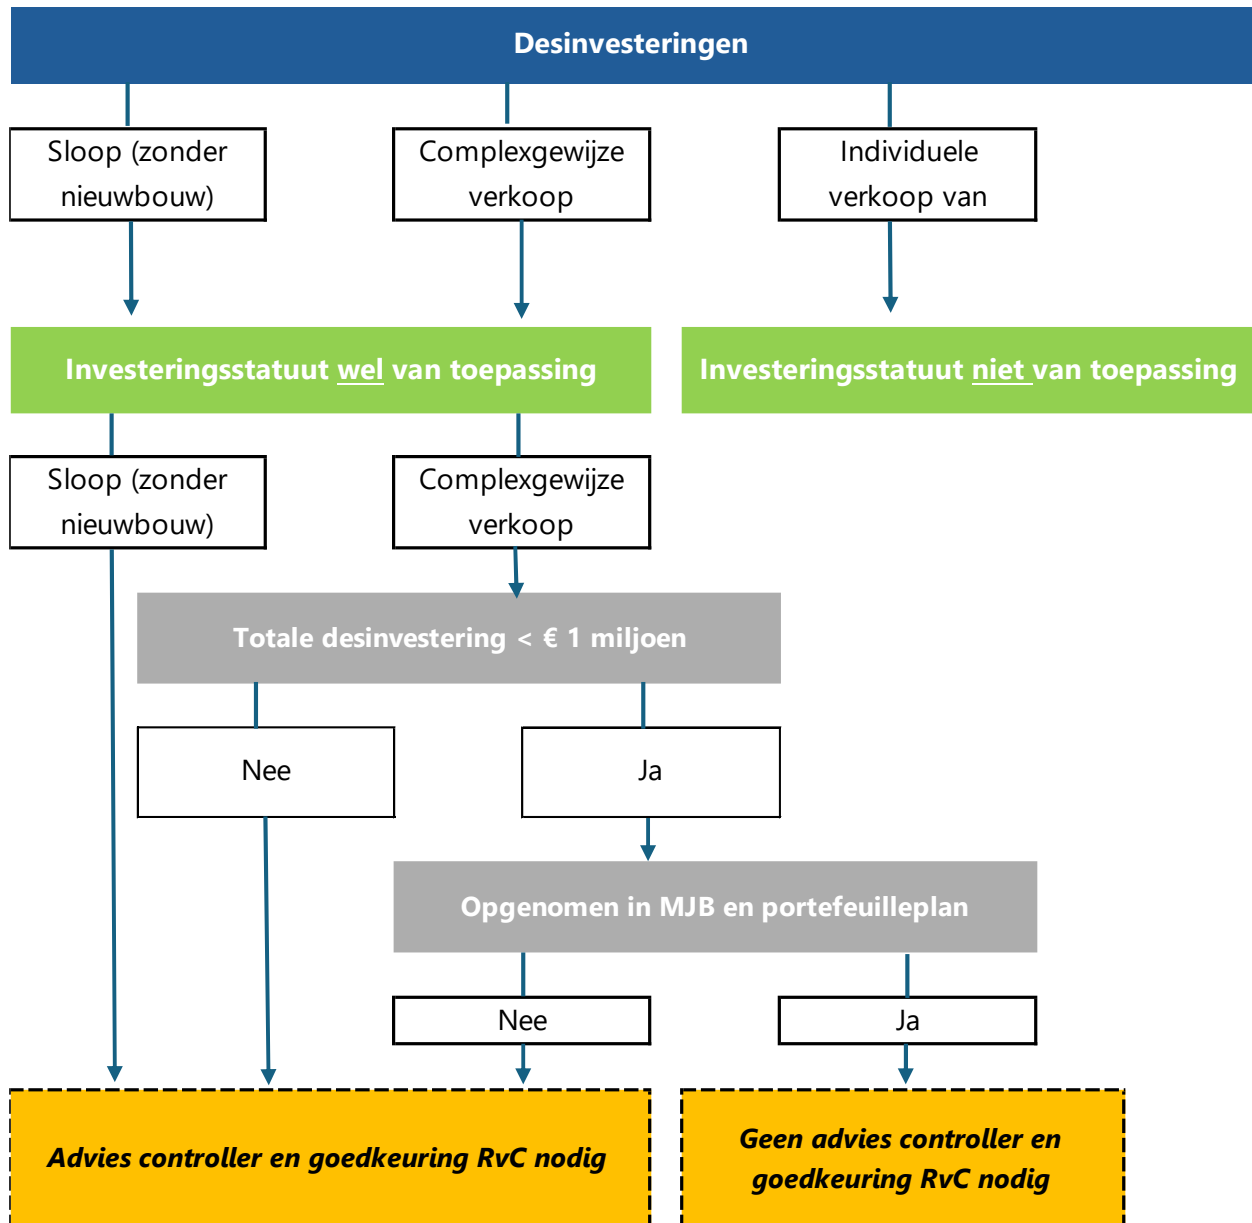 Desinvesteringen
Sloop (zonder
nieuwbouw)
Complexgewijze
verkoop
Individuele
verkoop van
Investeringsstatuut wel van toepassing
Investeringsstatuut niet van toepassing
Sloop (zonder
nieuwbouw)
Complexgewijze
verkoop
Totale desinvestering < € 1 miljoen
Nee
Ja
Opgenomen in MJB en portefeuilleplan
Nee
Ja
Advies controller en goedkeuring RvC nodig
Geen advies controller en
goedkeuring RvC nodig